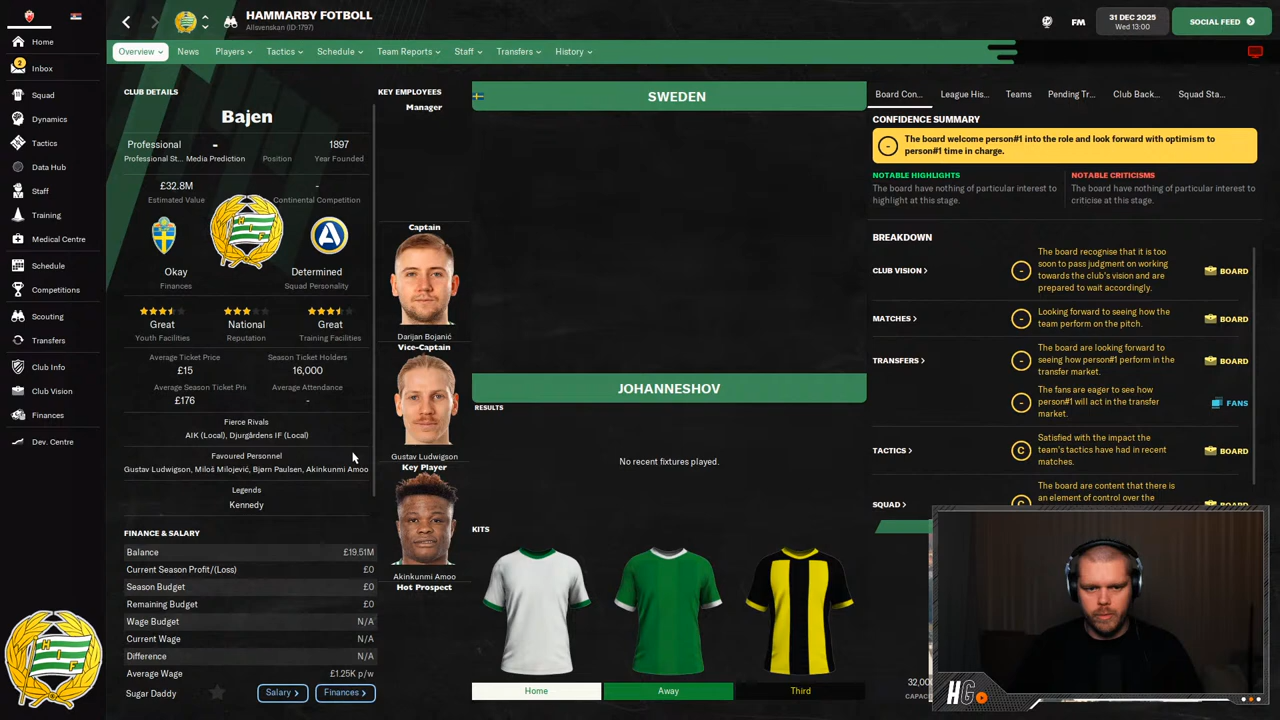 HAMMARBY FOTBOLL
Allsvenskan (ID:1797)
FM
31 DEC 2025
Wed 13:00
SOCIAL FEED
Home
2
Inbox
Squad
Dynamics
Tactics
Data Hub
Staff
Training
Medical Centre
Schedule
Competitions
Scouting
Transfers
Club Info
Club Vision
Finances
Dev. Centre
Overview
News
Players
Tactics
Schedule
Team Reports
Staff
Transfers
History
CLUB DETAILS
Bajen
Professional
-
1897
Professional St...
Media Prediction
Position
Year Founded
£32.8M
-
Estimated Value
Continental Competition
HIF
A
Okay
Determined
Finances
Squad Personality
Great
National
Great
Youth Facilities
Reputation
Training Facilities
Average Ticket Price
Season Ticket Holders
£15
16,000
Average Season Ticket Pric
Average Attendance
£176
-
Fierce Rivals
AIK (Local), Djurgårdens IF (Local)
Favoured Personnel
Gustav Ludwigson, Miloš Milojević, Bjørn Paulsen, Akinkunmi Amoo
Legends
Kennedy
FINANCE & SALARY
Balance £19.51M
Current Season Profit/(Loss) £0
Season Budget £0
Remaining Budget £0
Wage Budget N/A
Current Wage N/A
Difference N/A
Average Wage £1.25K p/w
Sugar Daddy
Salary >
Finances >
HIF
KEY EMPLOYEES
Manager
Captain
Darijan Bojanić
Vice-Captain
Gustav Ludwigson
Key Player
Akinkunmi Amoo
Hot Prospect
SWEDEN
JOHANNESHOV
RESULTS
No recent fixtures played.
KITS
Home
Away
Third
Board Con...
League His...
Teams
Pending Tr...
Club Back...
Squad Sta...
CONFIDENCE SUMMARY
- The board welcome person#1 into the role and look forward with optimism to
person#1 time in charge.
NOTABLE HIGHLIGHTS
The board have nothing of particular interest to
highlight at this stage.
NOTABLE CRITICISMS
The board have nothing of particular interest to
criticise at this stage.
BREAKDOWN
CLUB VISION >
-
The board recognise that it is too
soon to pass judgment on working
towards the club's vision and are
prepared to wait accordingly.
BOARD
MATCHES >
-
Looking forward to seeing how the
team perform on the pitch.
BOARD
TRANSFERS >
-
The board are looking forward to
seeing how person#1 perform in the
transfer market.
BOARD
-
The fans are eager to see how
person#1 will act in the transfer
market.
FANS
TACTICS >
C
Satisfied with the impact the
team's tactics have had in recent
matches.
BOARD
SQUAD >
C
The board are content that there is
an element of control over the
BOARD
32,00
CAPAC
HG